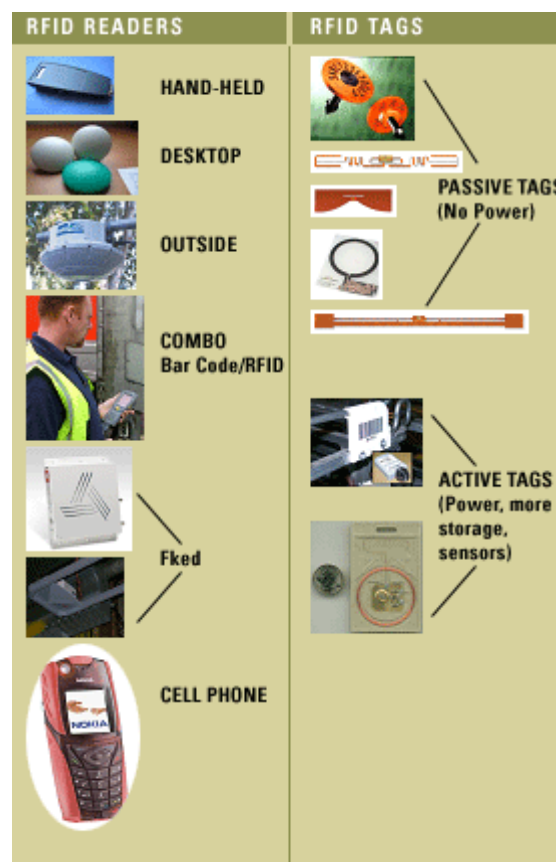 RFID READERS
HAND-HELD
DESKTOP
OUTSIDE
COMBO
Bar Code/RFID
Fked
CELL PHONE
NOKIA
RFID TAGS
PASSIVE TAGS
(No Power)
ACTIVE TAGS
(Power, more
storage,
sensors)